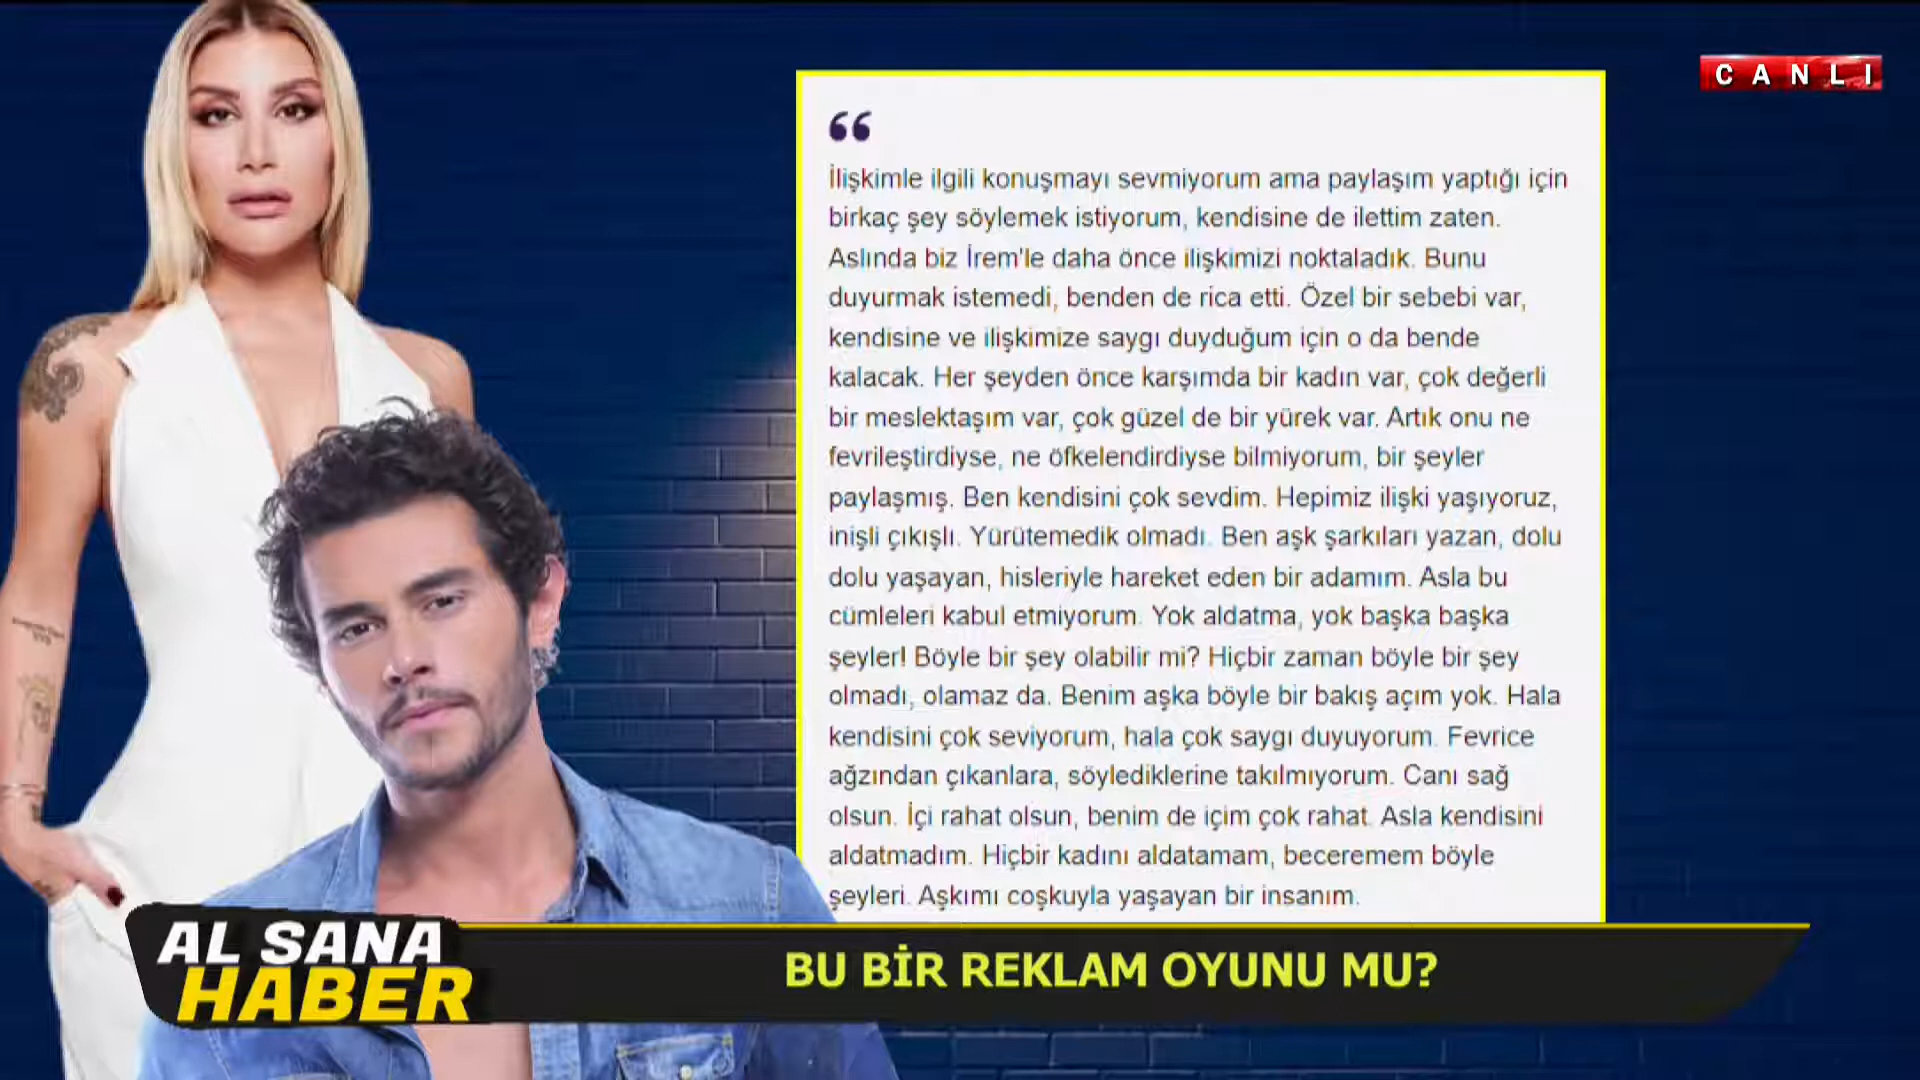 CANLI
“
İlişkimle ilgili konuşmayı sevmiyorum ama paylaşım yaptığı için
birkaç şey söylemek istiyorum, kendisine de ilettim zaten.
Aslında biz İrem'le daha önce ilişkimizi noktaladık. Bunu
duyurmak istemedi, benden de rica etti. Özel bir sebebi var,
kendisine ve ilişkimize saygı duyduğum için o da bende
kalacak. Her şeyden önce karşımda bir kadın var, çok değerli
bir meslektaşım var, çok güzel de bir yürek var. Artık onu ne
fevrileştirdiyse, ne öfkelendirdiyse bilmiyorum, bir şeyler
paylaşmış. Ben kendisini çok sevdim. Hepimiz ilişki yaşıyoruz,
inişli çıkışlı. Yürütemedik olmadı. Ben aşk şarkıları yazan, dolu
dolu yaşayan, hisleriyle hareket eden bir adamım. Asla bu
cümleleri kabul etmiyorum. Yok aldatma, yok başka başka
şeyler! Böyle bir şey olabilir mi? Hiçbir zaman böyle bir şey
olmadı, olamaz da. Benim aşka böyle bir bakış açım yok. Hala
kendisini çok seviyorum, hala çok saygı duyuyorum. Fevrice
ağzından çıkanlara, söylediklerine takılmıyorum. Canı sağ
olsun. İçi rahat olsun, benim de içim çok rahat. Asla kendisini
aldatmadım. Hiçbir kadını aldatamam, beceremem böyle
şeyleri. Aşkımı coşkuyla yaşayan bir insanım.
AL SANA
HABER
BU BİR REKLAM OYUNU MU?